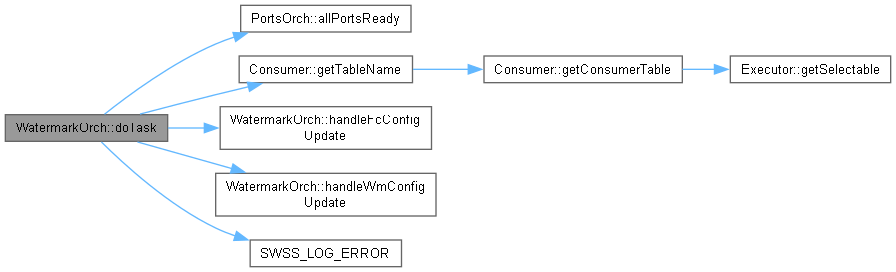 PortsOrch::allPortsReady
Consumer::getTableName
Consumer::getConsumerTable
Executor::getSelectable
WatermarkOrch::doTask
WatermarkOrch::handleFcConfig
Update
WatermarkOrch::handleWmConfig
Update
SWSS_LOG_ERROR